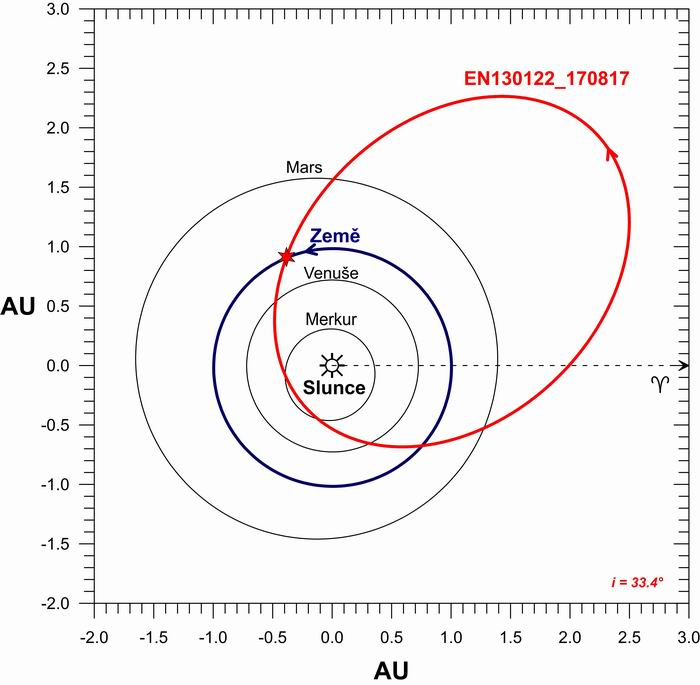 3.0
EN130122_170817
2.5
2.0
Mars
1.5
Země
1.0
Venuše
AU
0.5
Merkur
0.0
♈
Slunce
-0.5
-1.0
-1.5
i = 33.4°
-2.0
-2.0 -1.5 -1.0 -0.5 0.0 0.5 1.0 1.5 2.0 2.5 3.0
AU